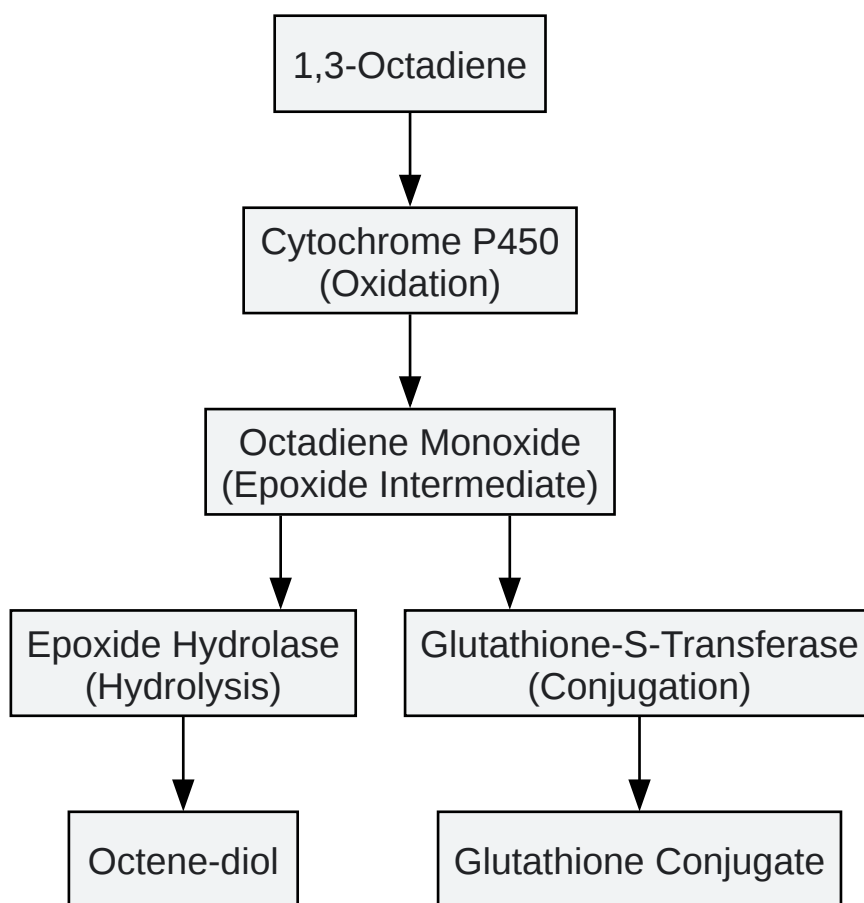 1,3-Octadiene
Cytochrome P450
(Oxidation)
Octadiene Monoxide
(Epoxide Intermediate)
Epoxide Hydrolase
(Hydrolysis)
Glutathione-S-Transferase
(Conjugation)
Octene-diol
Glutathione Conjugate